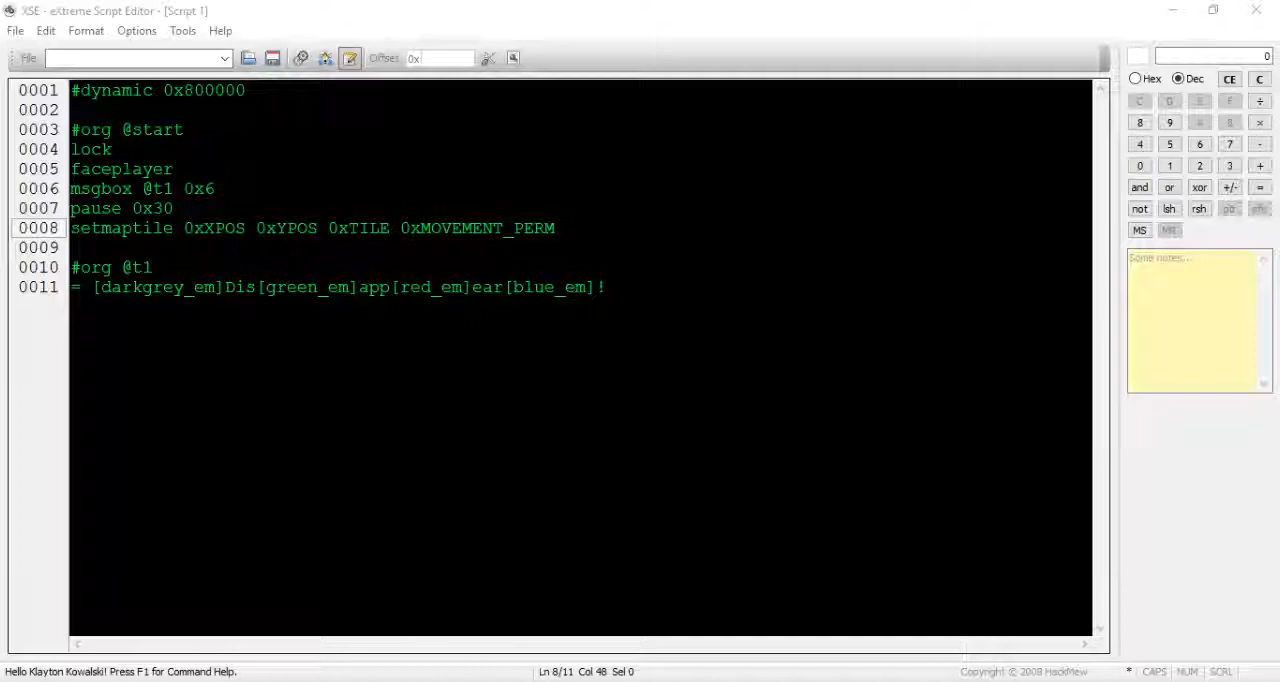 XSE - eXtreme Script Editor - [Script 1]
File Edit Format Options Tools Help
File Offset: 0x 0
Hex Dec CE C
0001 #dynamic 0x800000
0002
0003 #org @start
0004 lock
0005 faceplayer
0006 msgbox @t1 0x6
0007 pause 0x30
0008 setmaptile 0xXPOS 0xYPOS 0xTILE 0xMOVEMENT_PERM
0009
0010 #org @t1
0011 = [darkgrey_em]Dis[green_em]app[red_em]ear[blue_em]!
C D E F ÷
8 9 A B ×
4 5 6 7 -
0 1 2 3 +
and or xor +/- =
not lsh rsh
MS MR
Some notes...
Hello Klayton Kowalski! Press F1 for Command Help. Ln 8/11 Col 48 Sel 0 Copyright © 2008 HackMew * CAPS NUM SCRL